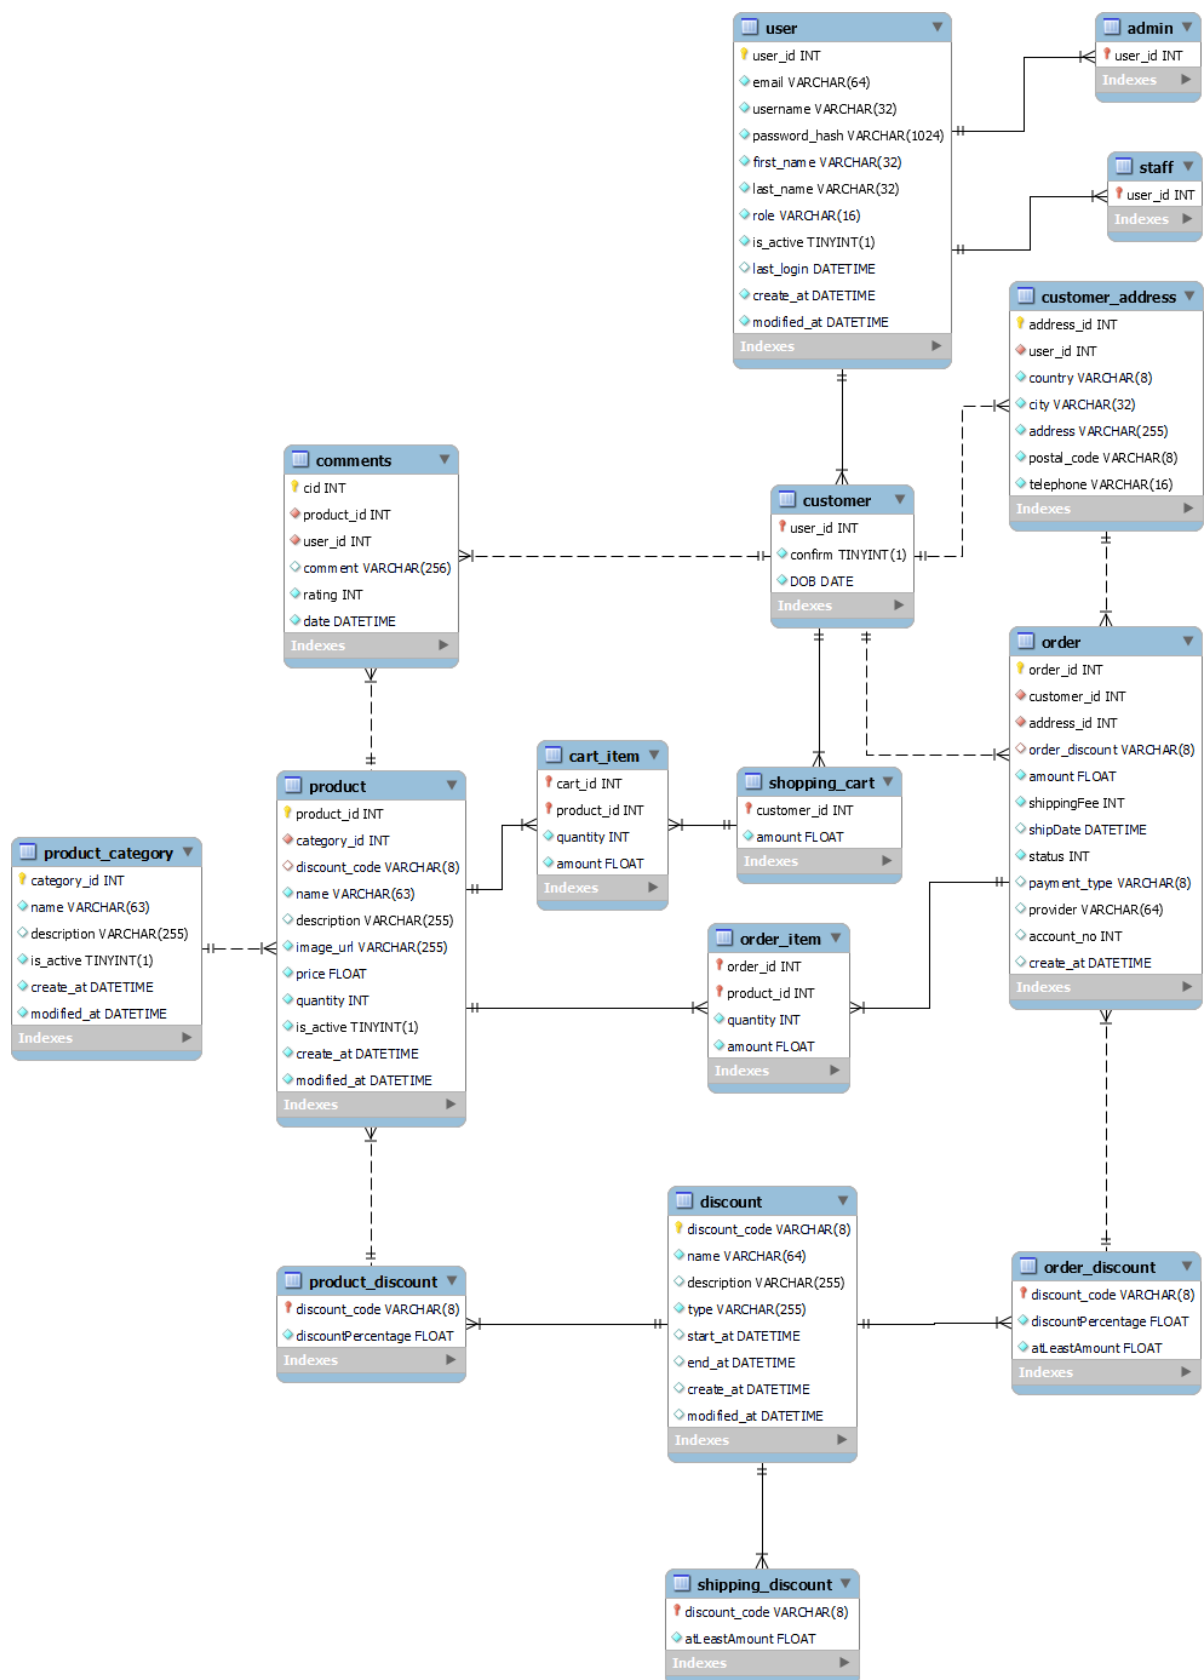 user
user_id INT
email VARCHAR(64)
username VARCHAR(32)
password_hash VARCHAR(1024)
first_name VARCHAR(32)
last_name VARCHAR(32)
role VARCHAR(16)
is_active TINYINT(1)
last_login DATETIME
create_at DATETIME
modified_at DATETIME
Indexes
admin
user_id INT
Indexes
staff
user_id INT
Indexes
customer_address
address_id INT
user_id INT
country VARCHAR(8)
city VARCHAR(32)
address VARCHAR(255)
postal_code VARCHAR(8)
telephone VARCHAR(16)
Indexes
comments
cid INT
product_id INT
user_id INT
comment VARCHAR(256)
rating INT
date DATETIME
Indexes
customer
user_id INT
confirm TINYINT(1)
DOB DATE
Indexes
order
order_id INT
customer_id INT
address_id INT
order_discount VARCHAR(8)
amount FLOAT
shippingFee INT
shipDate DATETIME
status INT
payment_type VARCHAR(8)
provider VARCHAR(64)
account_no INT
create_at DATETIME
Indexes
cart_item
cart_id INT
product_id INT
quantity INT
amount FLOAT
Indexes
shopping_cart
customer_id INT
amount FLOAT
Indexes
product
product_id INT
category_id INT
discount_code VARCHAR(8)
name VARCHAR(63)
description VARCHAR(255)
image_url VARCHAR(255)
price FLOAT
quantity INT
is_active TINYINT(1)
create_at DATETIME
modified_at DATETIME
Indexes
product_category
category_id INT
name VARCHAR(63)
description VARCHAR(255)
is_active TINYINT(1)
create_at DATETIME
modified_at DATETIME
Indexes
order_item
order_id INT
product_id INT
quantity INT
amount FLOAT
Indexes
discount
discount_code VARCHAR(8)
name VARCHAR(64)
description VARCHAR(255)
type VARCHAR(255)
start_at DATETIME
end_at DATETIME
create_at DATETIME
modified_at DATETIME
Indexes
product_discount
discount_code VARCHAR(8)
discountPercentage FLOAT
Indexes
order_discount
discount_code VARCHAR(8)
discountPercentage FLOAT
atLeastAmount FLOAT
Indexes
shipping_discount
discount_code VARCHAR(8)
atLeastAmount FLOAT
Indexes